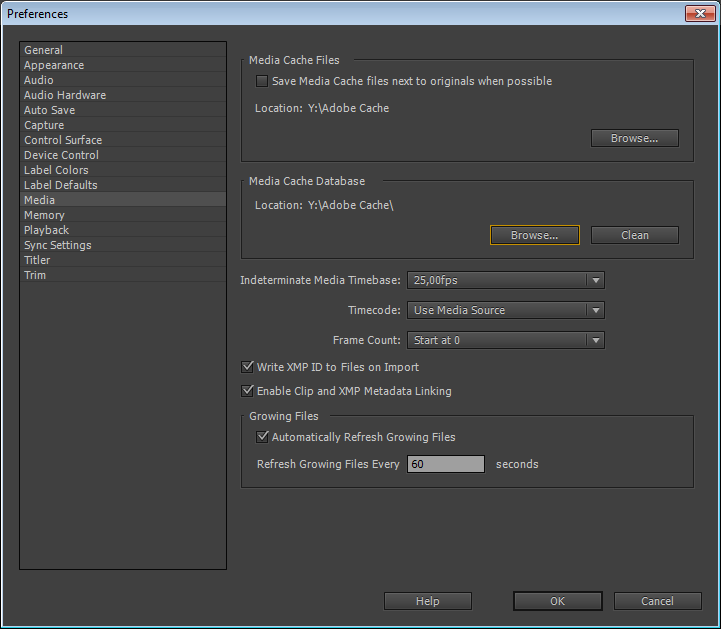 Preferences
General
Appearance
Audio
Audio Hardware
Auto Save
Capture
Control Surface
Device Control
Label Colors
Label Defaults
Media
Memory
Playback
Sync Settings
Titler
Trim
Media Cache Files
Save Media Cache files next to originals when possible
Location: Y:\Adobe Cache
Browse...
Media Cache Database
Location: Y:\Adobe Cache\
Browse... Clean
Indeterminate Media Timebase: 25,00fps
Timecode: Use Media Source
Frame Count: Start at 0
Write XMP ID to Files on Import
Enable Clip and XMP Metadata Linking
Growing Files
Automatically Refresh Growing Files
Refresh Growing Files Every 60 seconds
Help OK Cancel